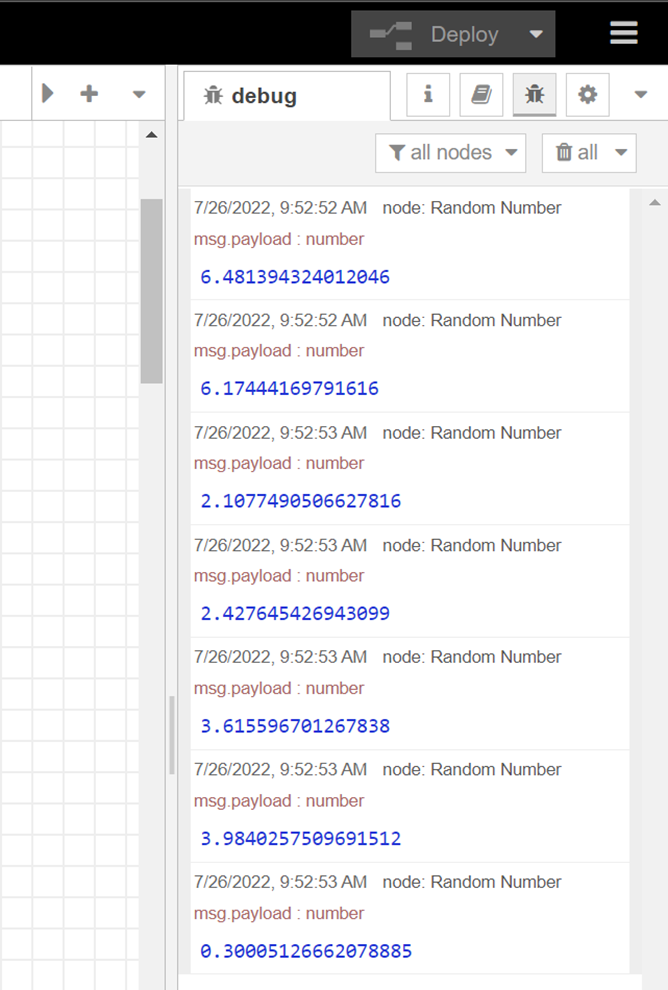 Deploy
debug
all nodes
all
7/26/2022, 9:52:52 AM node: Random Number
msg.payload : number
6.481394324012046
7/26/2022, 9:52:52 AM node: Random Number
msg.payload : number
6.17444169791616
7/26/2022, 9:52:53 AM node: Random Number
msg.payload : number
2.1077490506627816
7/26/2022, 9:52:53 AM node: Random Number
msg.payload : number
2.427645426943099
7/26/2022, 9:52:53 AM node: Random Number
msg.payload : number
3.615596701267838
7/26/2022, 9:52:53 AM node: Random Number
msg.payload : number
3.9840257509691512
7/26/2022, 9:52:53 AM node: Random Number
msg.payload : number
0.30005126662078885